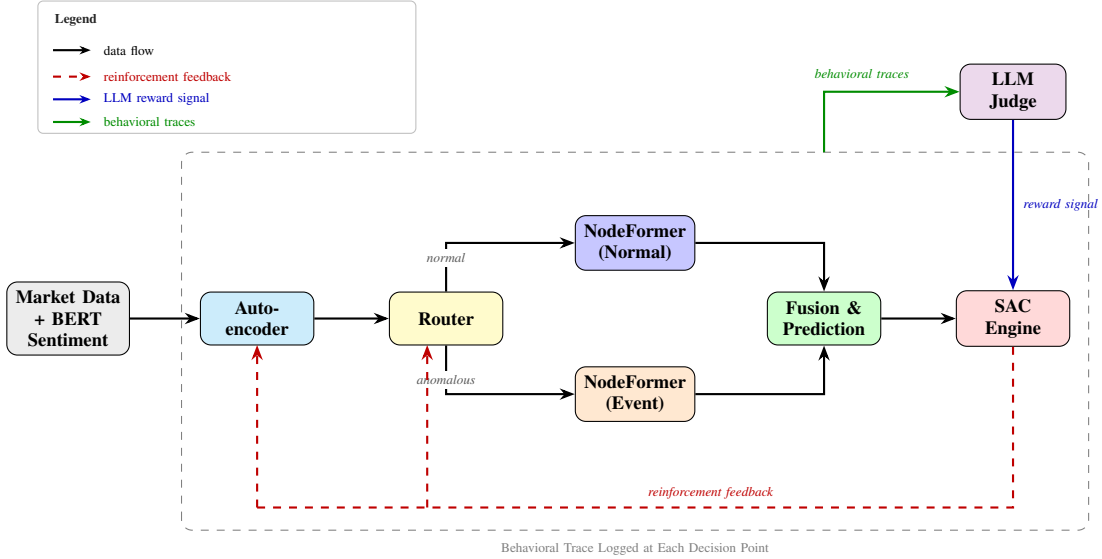 Legend
data flow
reinforcement feedback
LLM reward signal
behavioral traces
behavioral traces
LLM
Judge
reward signal
NodeFormer
(Normal)
normal
Market Data
+ BERT
Sentiment
Auto-
encoder
Router
Fusion &
Prediction
SAC
Engine
anomalous
NodeFormer
(Event)
reinforcement feedback
Behavioral Trace Logged at Each Decision Point